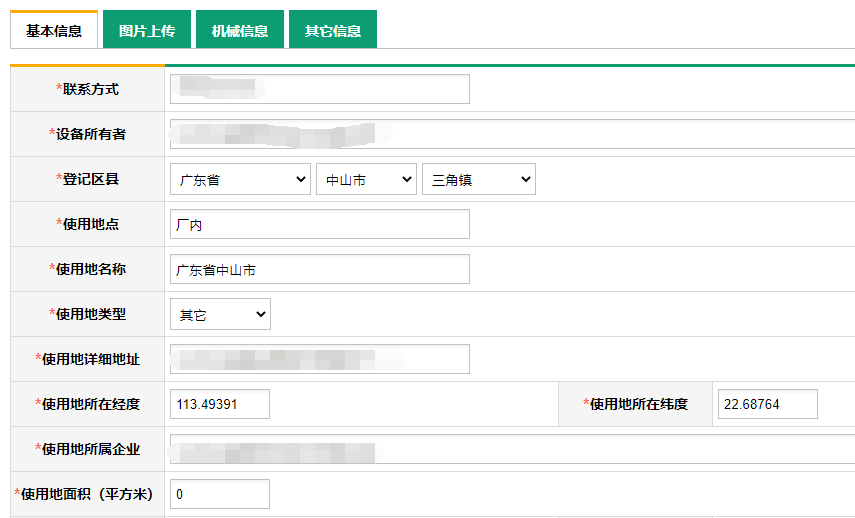 基本信息 图片上传 机械信息 其它信息
*联系方式
*设备所有者
*登记区县 广东省 中山市 三角镇
*使用地点 厂内
*使用地名称 广东省中山市
*使用地类型 其它
*使用地详细地址
*使用地所在经度 113.49391 *使用地所在纬度 22.68764
*使用地所属企业
*使用地面积（平方米） 0